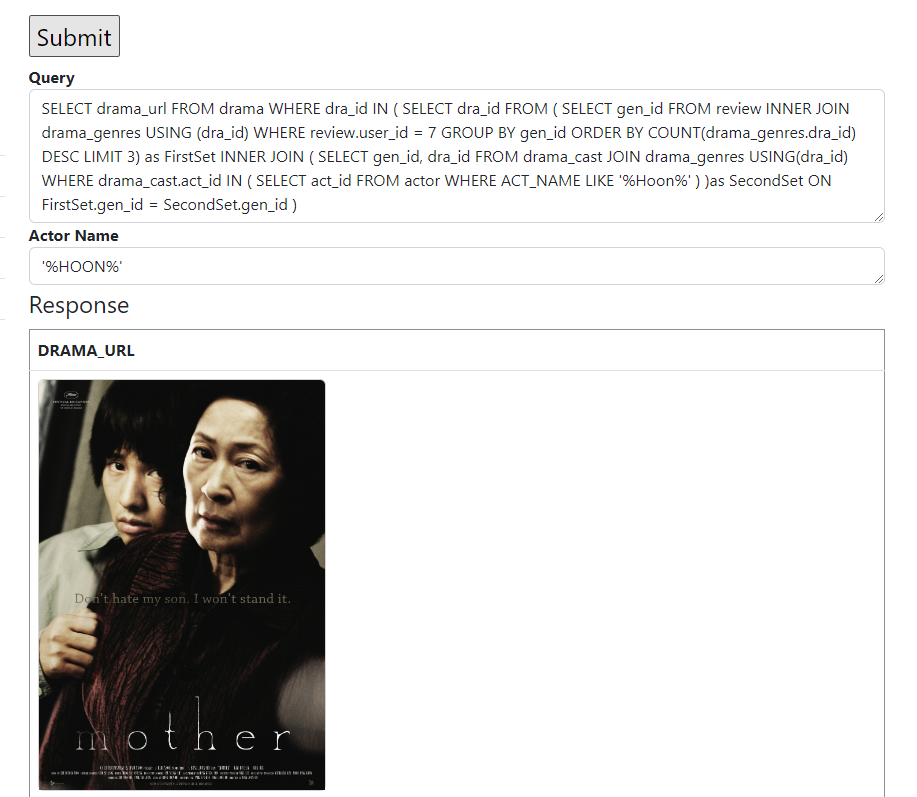 Submit
Query
SELECT drama_url FROM drama WHERE dra_id IN ( SELECT dra_id FROM ( SELECT gen_id FROM review INNER JOIN
drama_genres USING (dra_id) WHERE review.user_id = 7 GROUP BY gen_id ORDER BY COUNT(drama_genres.dra_id)
DESC LIMIT 3) as FirstSet INNER JOIN ( SELECT gen_id, dra_id FROM drama_cast JOIN drama_genres USING(dra_id)
WHERE drama_cast.act_id IN ( SELECT act_id FROM actor WHERE ACT_NAME LIKE '%Hoon%' ) )as SecondSet ON
FirstSet.gen_id = SecondSet.gen_id )
Actor Name
'%HOON%'
Response
DRAMA_URL
Don't hate my son. I won't stand it.
mother